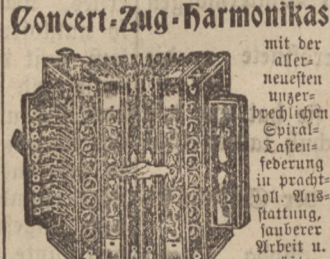 Concert-Zug-Harmonikas
mit der
aller-
neuesten
unzer-
brechlichen
Spiral-
Tasten-
federung
in pracht-
voll. Aus-
stattung,
sauberer
Arbeit u.